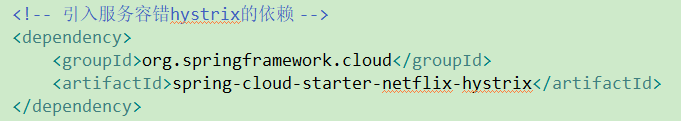 <!-- 引入服务容错hystrix的依赖 -->
<dependency>
    <groupId>org.springframework.cloud</groupId>
    <artifactId>spring-cloud-starter-netflix-hystrix</artifactId>
</dependency>